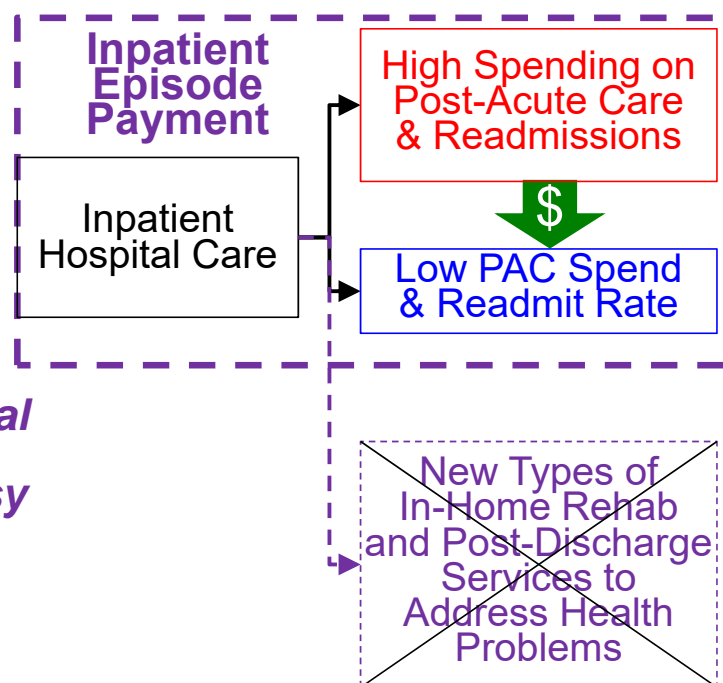 Inpatient
Episode
Payment
High Spending on
Post-Acute Care
& Readmissions
$
Inpatient
Hospital Care
Low PAC Spend
& Readmit Rate
New Types of
In-Home Rehab
and Post-Discharge
Services to
Address Health
Problems